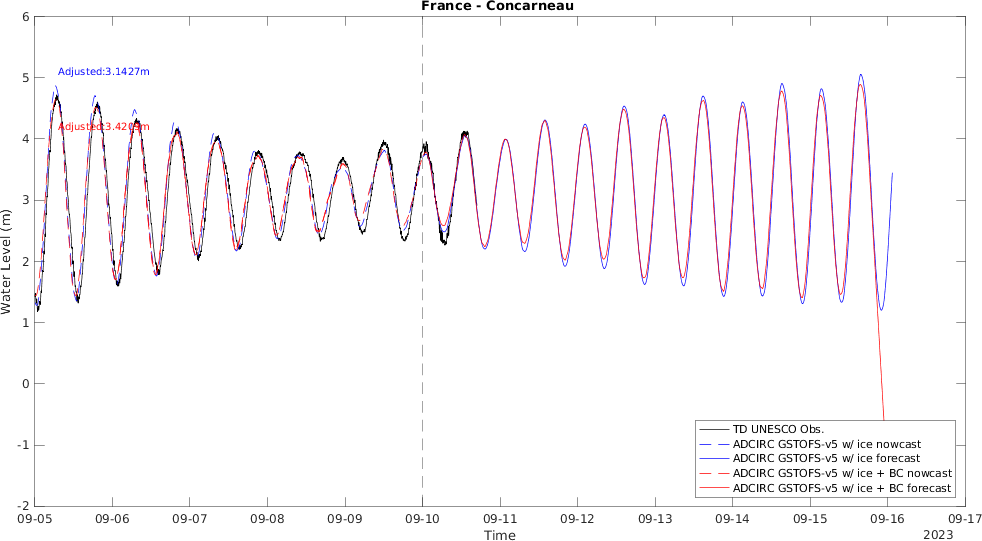 France - Concarneau
6
5
4
3
2
1
0
-1
-2
Water Level (m)
Adjusted:3.1427m
TD UNESCO Obs.
ADCIRC GSTOFS-v5 w/ ice nowcast
ADCIRC GSTOFS-v5 w/ ice forecast
ADCIRC GSTOFS-v5 w/ ice + BC nowcast
ADCIRC GSTOFS-v5 w/ ice + BC forecast
09-05 09-06 09-07 09-08 09-09 09-10 09-11 09-12 09-13 09-14 09-15 09-16 09-17
Time
2023